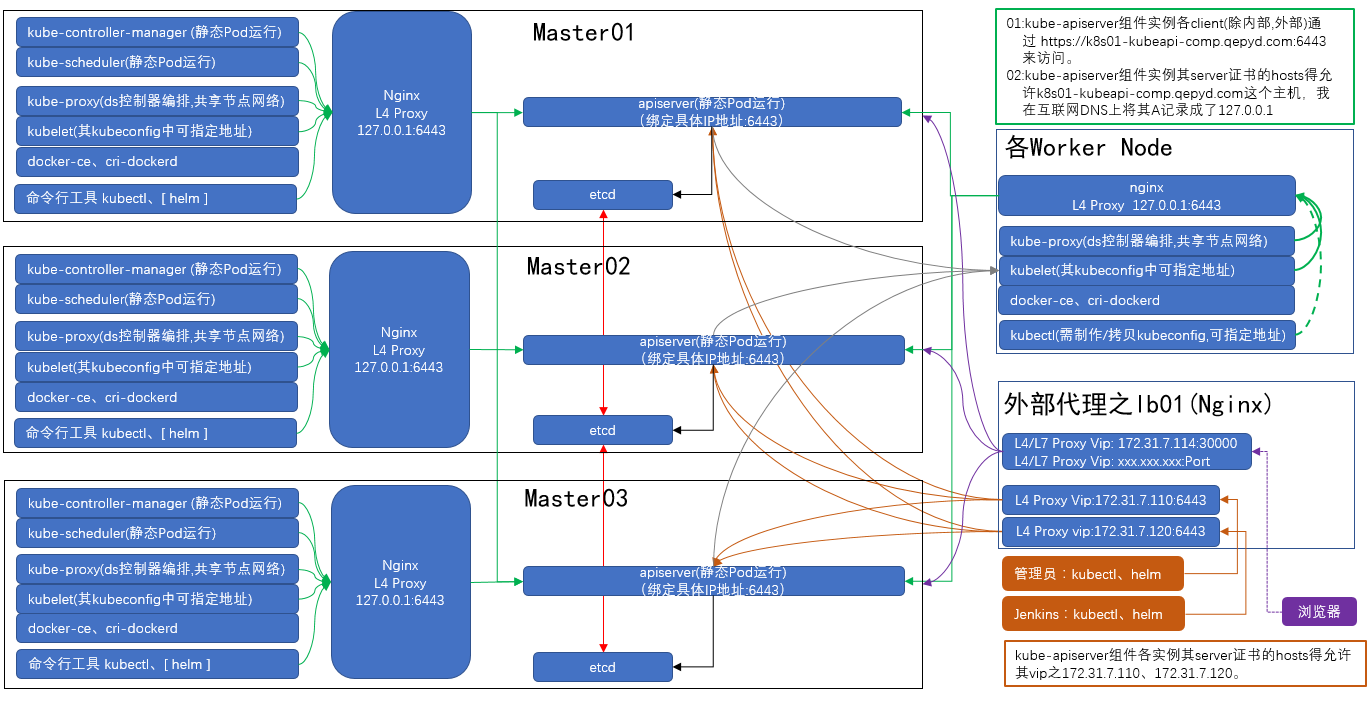 Master01
kube-controller-manager (静态Pod运行)
kube-scheduler(静态Pod运行)
kube-proxy(ds控制器编排,共享节点网络)
kubelet(其kubeconfig中可指定地址)
docker-ce、cri-dockerd
命令行工具 kubectl、[ helm ]
Nginx
L4 Proxy
127.0.0.1:6443
apiserver(静态Pod运行)
（绑定具体IP地址:6443）
etcd
Master02
kube-controller-manager (静态Pod运行)
kube-scheduler(静态Pod运行)
kube-proxy(ds控制器编排,共享节点网络)
kubelet(其kubeconfig中可指定地址)
docker-ce、cri-dockerd
命令行工具 kubectl、[ helm ]
Nginx
L4 Proxy
127.0.0.1:6443
apiserver(静态Pod运行)
（绑定具体IP地址:6443）
etcd
Master03
kube-controller-manager (静态Pod运行)
kube-scheduler(静态Pod运行)
kube-proxy(ds控制器编排,共享节点网络)
kubelet(其kubeconfig中可指定地址)
docker-ce、cri-dockerd
命令行工具 kubectl、[ helm ]
Nginx
L4 Proxy
127.0.0.1:6443
apiserver(静态Pod运行)
（绑定具体IP地址:6443）
etcd
01:kube-apiserver组件实例各client(除内部,外部)通
过 https://k8s01-kubeapi-comp.qepyd.com:6443
来访问。
02:kube-apiserver组件实例其server证书的hosts得允
许k8s01-kubeapi-comp.qepyd.com这个主机，我
在互联网DNS上将其A记录成了127.0.0.1
各Worker Node
nginx
L4 Proxy 127.0.0.1:6443
kube-proxy(ds控制器编排,共享节点网络)
kubelet(其kubeconfig中可指定地址)
docker-ce、cri-dockerd
kubectl(需制作/拷贝kubeconfig,可指定地址)
外部代理之lb01(Nginx)
L4/L7 Proxy Vip: 172.31.7.114:30000
L4/L7 Proxy Vip: xxx.xxx.xxx:Port
L4 Proxy Vip:172.31.7.110:6443
L4 Proxy vip:172.31.7.120:6443
管理员：kubectl、helm
Jenkins：kubectl、helm
浏览器
kube-apiserver组件各实例其server证书的hosts得允许
其vip之172.31.7.110、172.31.7.120。